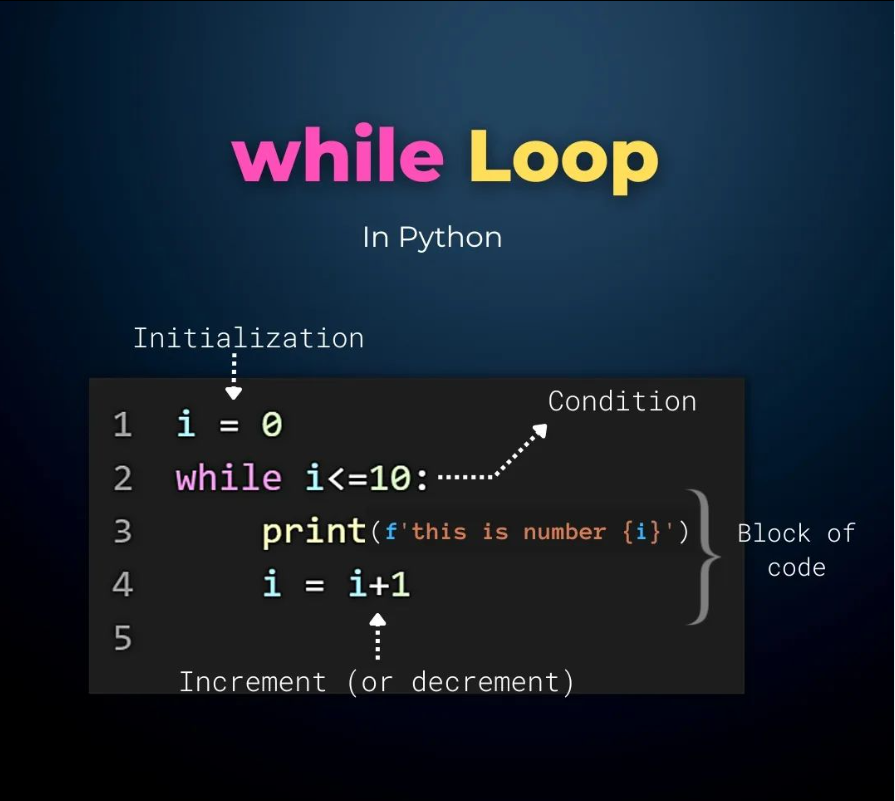 while Loop
In Python
Initialization
Condition
1 i = 0
2 while i<=10:
3     print(f'this is number {i}')
4     i = i+1
5
Block of
code
Increment (or decrement)